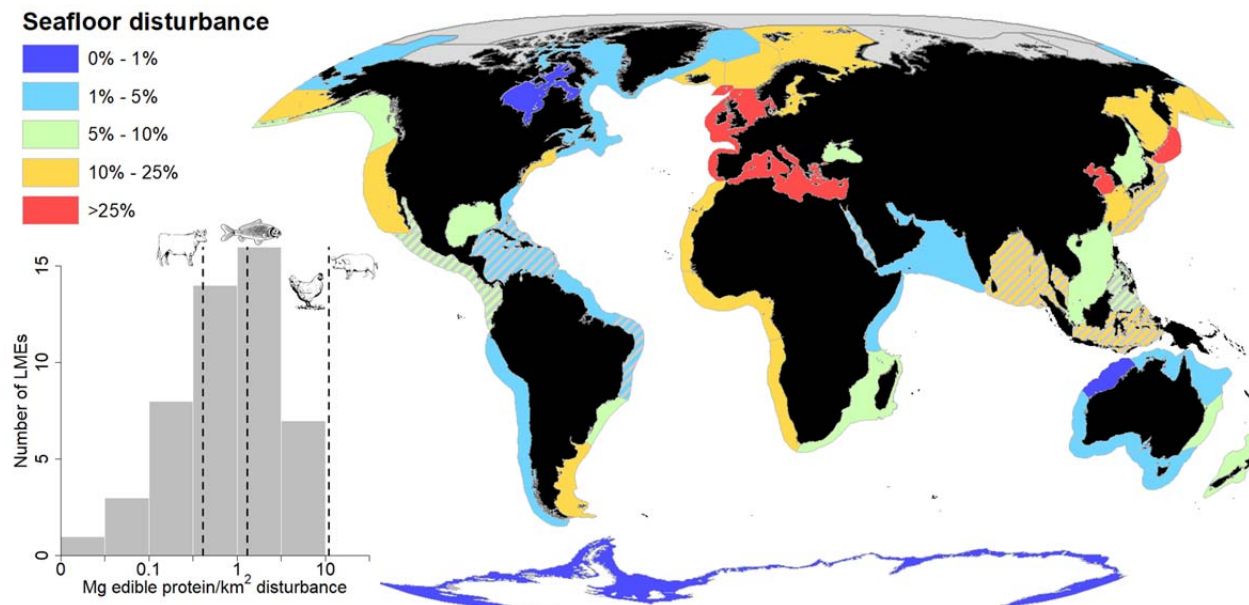 Seafloor disturbance
0% - 1%
1% - 5%
5% - 10%
10% - 25%
>25%
Number of LMEs
15
10
5
0
0
0.1
1
10
Mg edible protein/km² disturbance